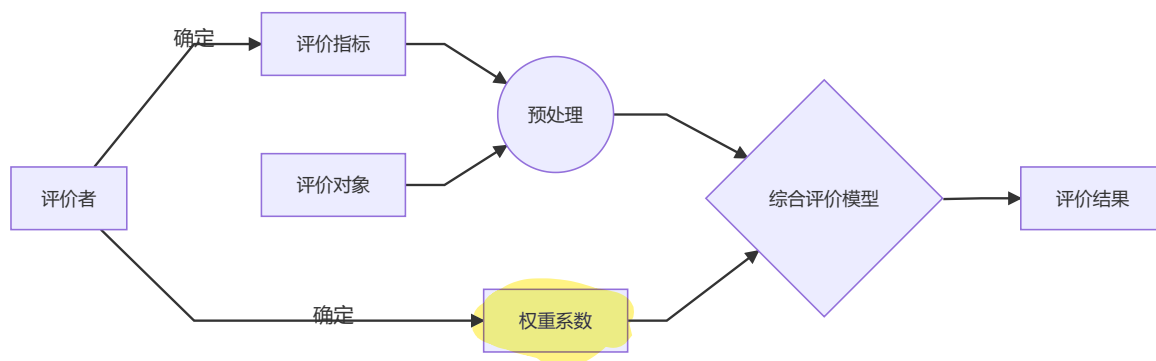 确定
评价指标
预处理
评价对象
评价者
综合评价模型
评价结果
确定
权重系数